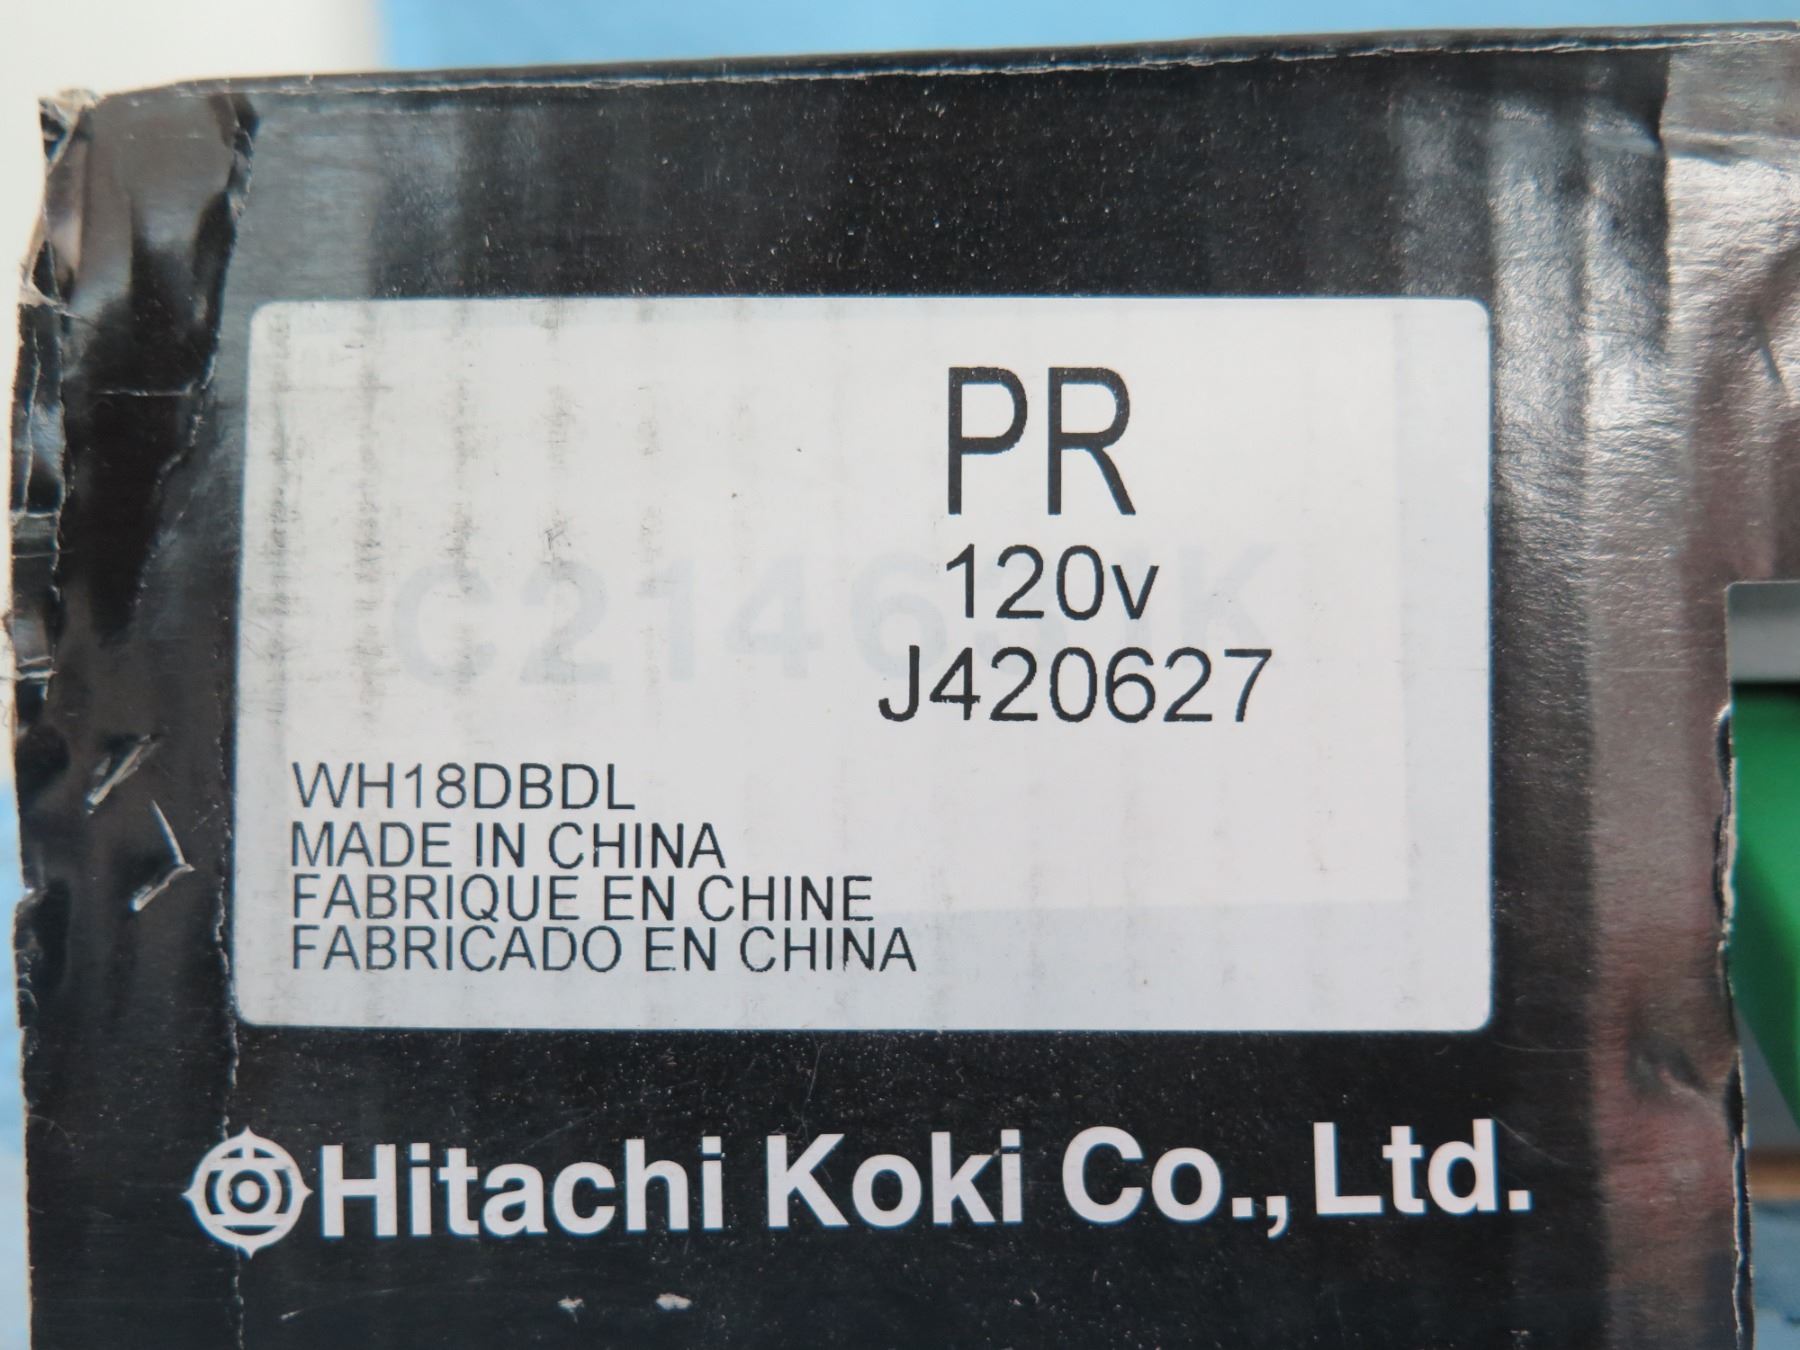 PR
120v
J420627
WH18DBDL
MADE IN CHINA
FABRIQUE EN CHINE
FABRICADO EN CHINA
Hitachi Koki Co., Ltd.